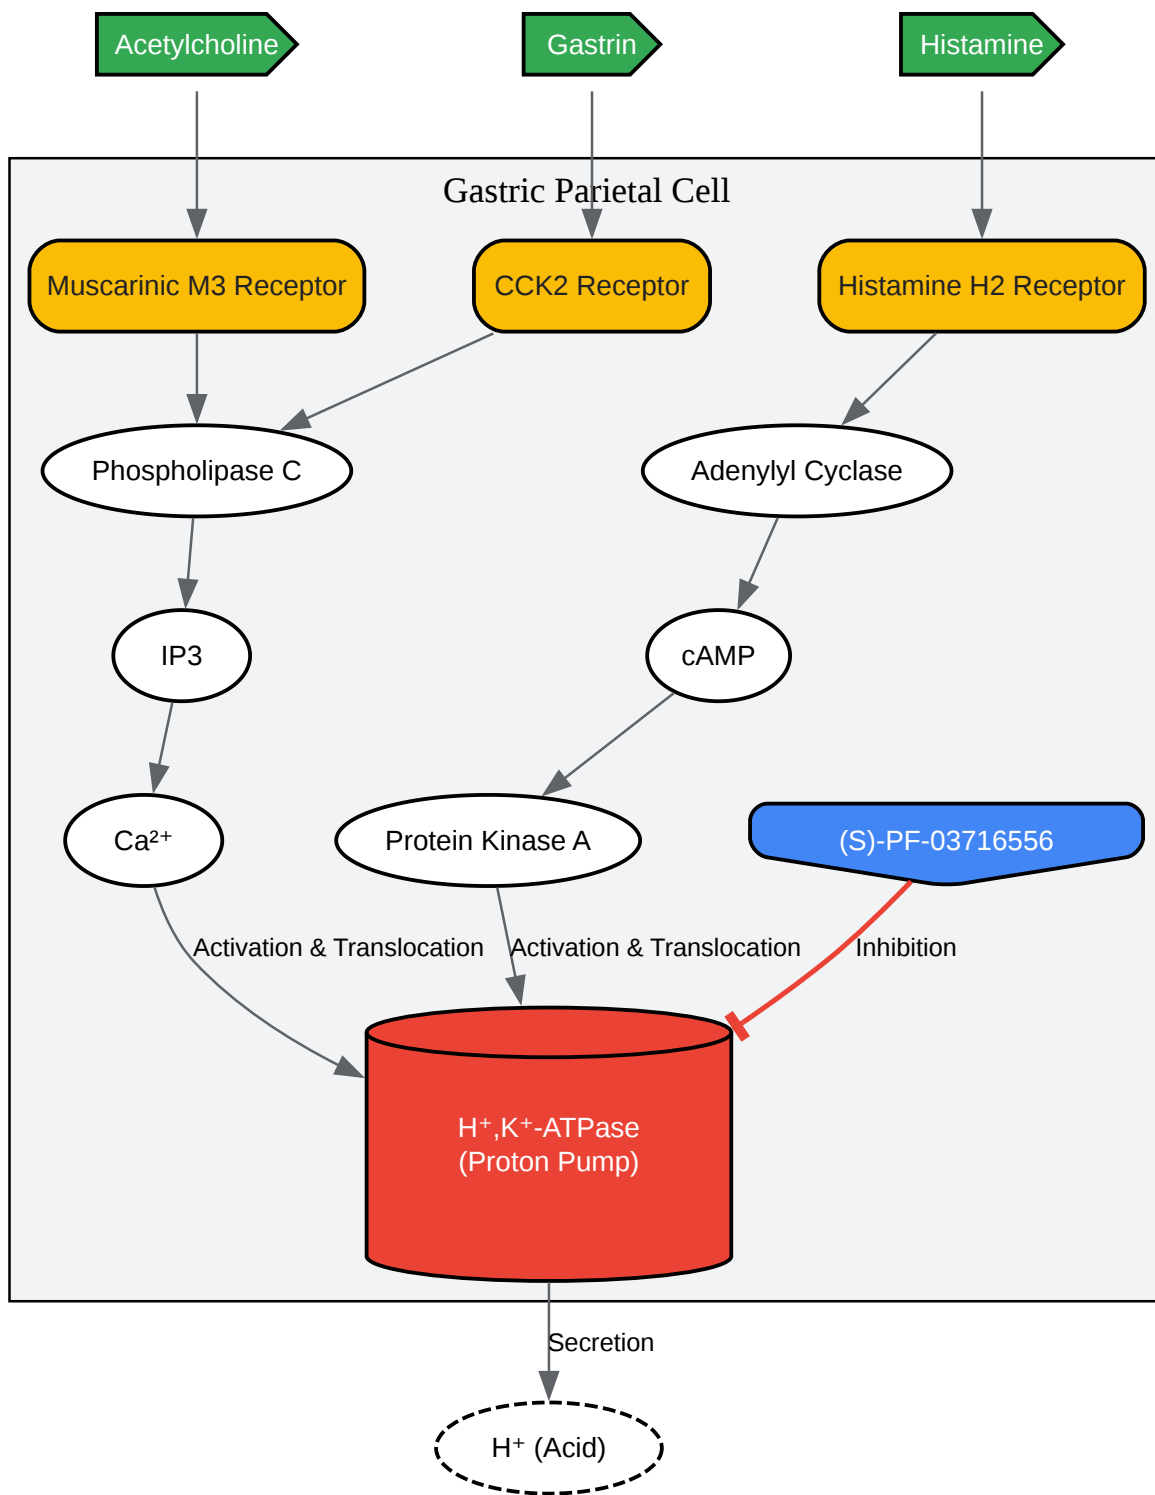 Acetylcholine
Gastrin
Histamine
Gastric Parietal Cell
Muscarinic M3 Receptor
CCK2 Receptor
Histamine H2 Receptor
Phospholipase C
Adenylyl Cyclase
IP3
cAMP
Ca²⁺
Protein Kinase A
(S)-PF-03716556
Activation & Translocation
Activation & Translocation
Inhibition
H⁺,K⁺-ATPase
(Proton Pump)
Secretion
H⁺ (Acid)